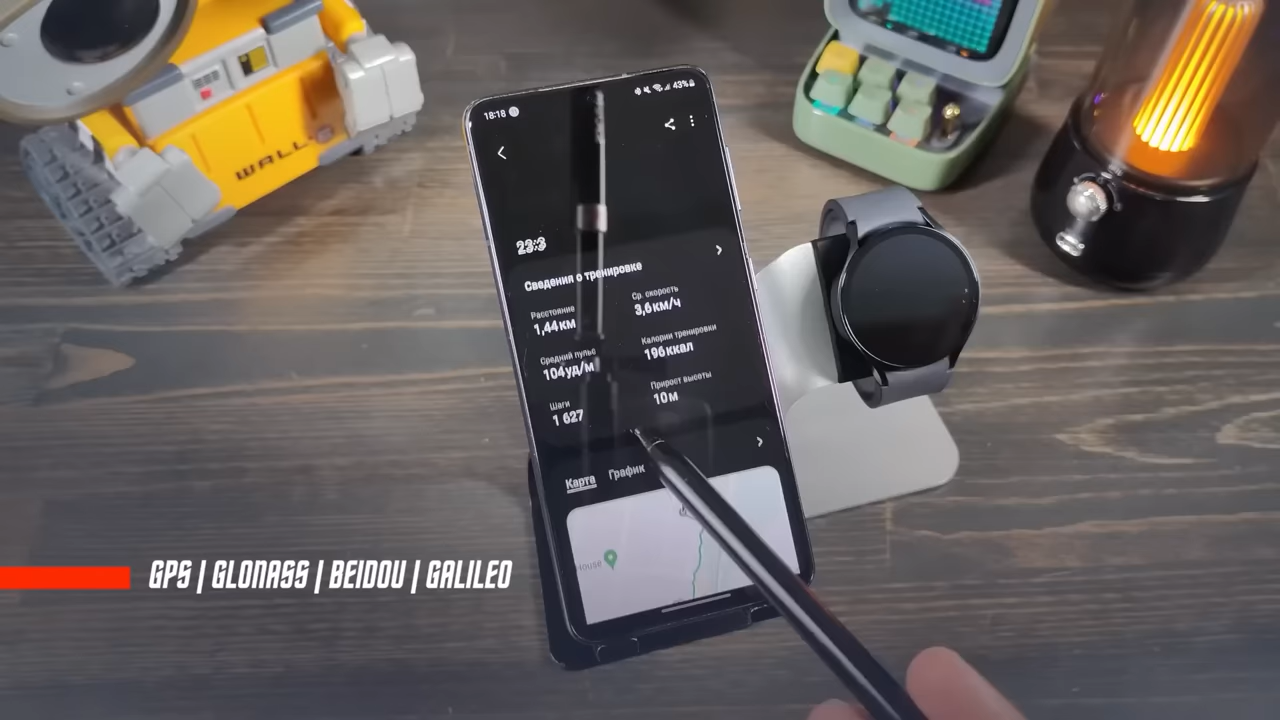 WALL
18:18
43%
23:3
Сведения о тренировке
Расстояние
1,44 км
Ср. скорость
3,6 км/ч
Средний пульс
104 уд/м
Калории тренировки
196 ккал
Шаги
1 627
Прирост высоты
10 м
Карта
График
House
GPS | GLONASS | BEIDOU | GALILEO